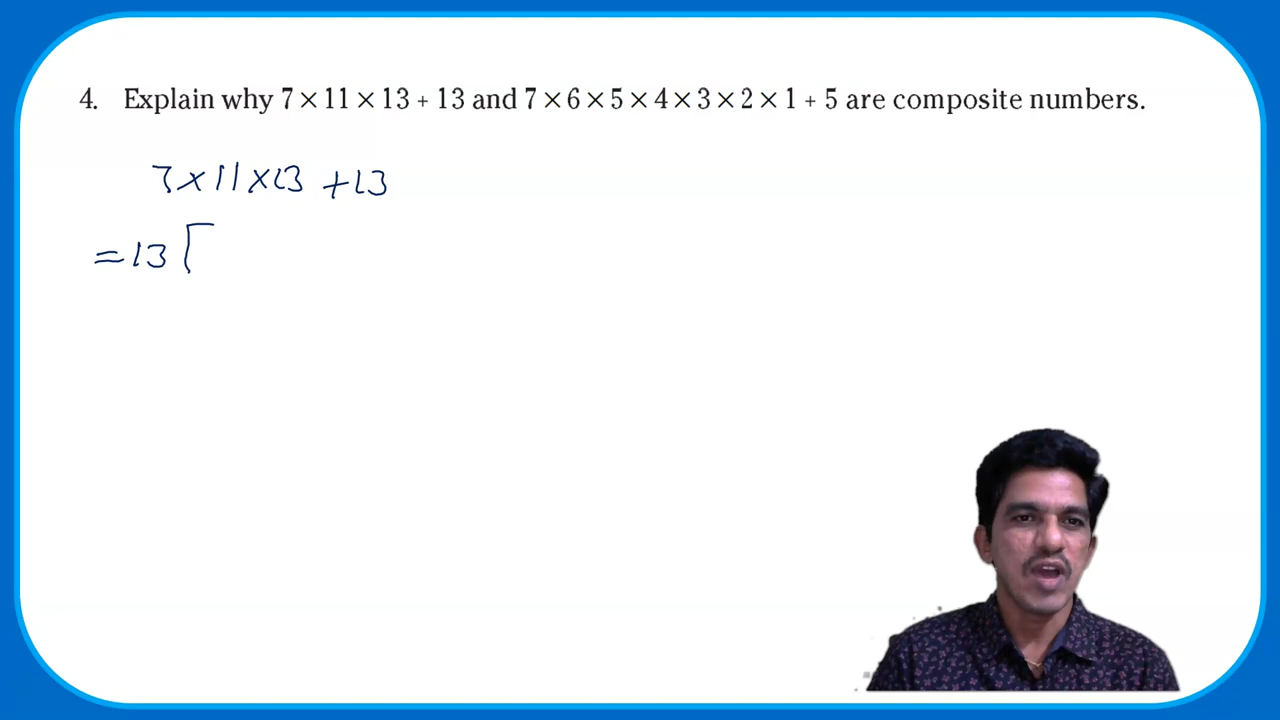 4. Explain why 7 × 11 × 13 + 13 and 7 × 6 × 5 × 4 × 3 × 2 × 1 + 5 are composite numbers.
7×11×13 +13
=13 [